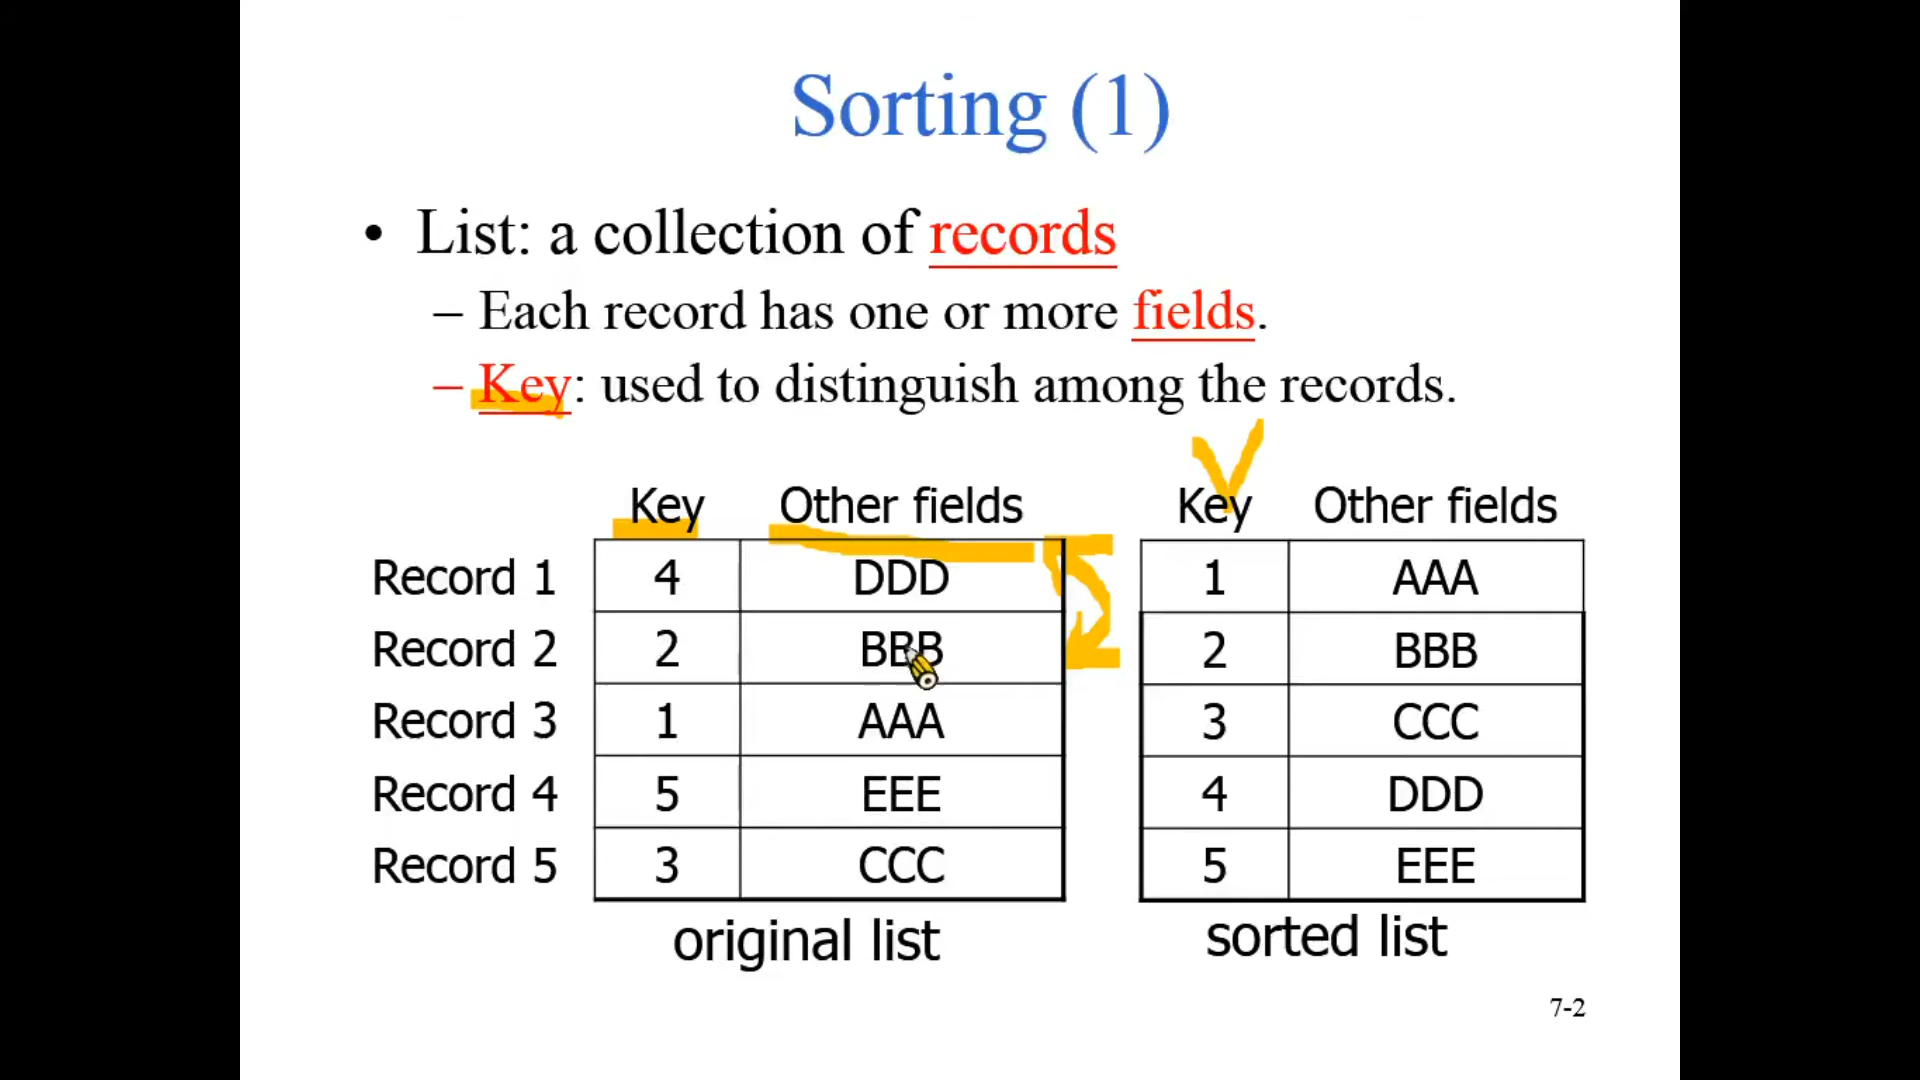 Sorting (1)
• List: a collection of records
– Each record has one or more fields.
– Key: used to distinguish among the records.
Key Other fields Key Other fields
Record 1 4 DDD 1 AAA
Record 2 2 BBB 2 BBB
Record 3 1 AAA 3 CCC
Record 4 5 EEE 4 DDD
Record 5 3 CCC 5 EEE
original list sorted list
7-2